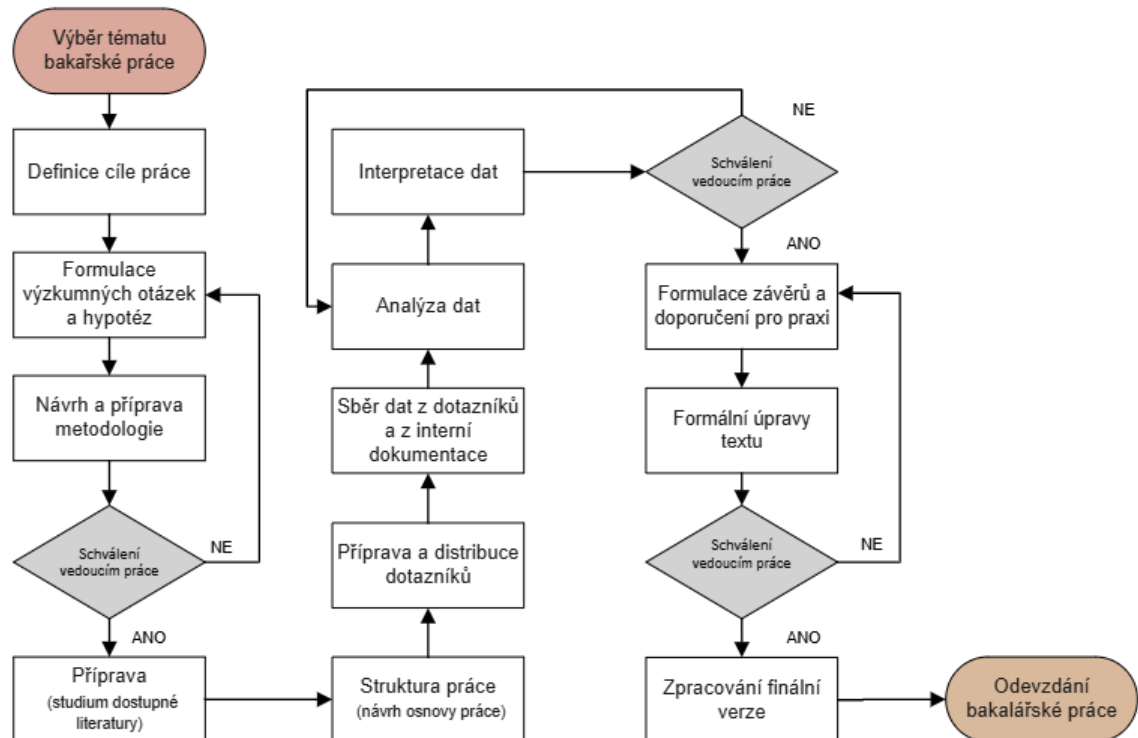 Výběr tématu
bakařské práce
Definice cíle práce
Formulace
výzkumných otázek
a hypotéz
Návrh a příprava
metodologie
Schválení
vedoucím práce
NE
ANO
Příprava
(studium dostupné
literatury)
Struktura práce
(návrh osnovy práce)
Příprava a distribuce
dotazníků
Sběr dat z dotazníků
a z interní
dokumentace
Analýza dat
Interpretace dat
Schválení
vedoucím práce
NE
ANO
Formulace závěrů a
doporučení pro praxi
Formální úpravy
textu
Schválení
vedoucím práce
NE
ANO
Zpracování finální
verze
Odevzdání
bakalářské práce